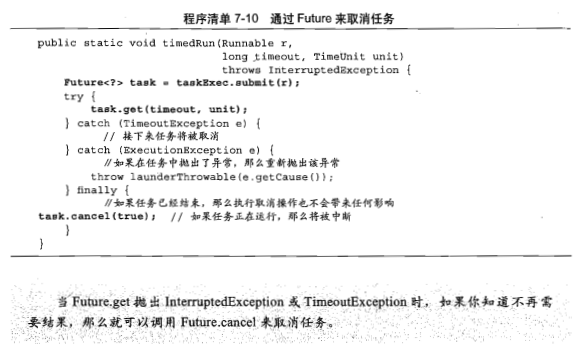 程序清单 7-10 通过 Future 来取消任务
public static void timedRun(Runnable r,
long timeout, TimeUnit unit)
throws InterruptedException {
Future<?> task = taskExec.submit(r);
try {
task.get(timeout, unit);
} catch (TimeoutException e) {
// 接下来任务将被取消
} catch (ExecutionException e) {
//如果在任务中抛出了异常，那么重新抛出该异常
throw launderThrowable(e.getCause());
} finally {
//如果任务已经结束，那么执行取消操作也不会带来任何影响
task.cancel(true); // 如果任务正在运行，那么将被中断
}
}
当 Future.get 抛出 InterruptedException 或 TimeoutException 时，如果你知道不再需
要结果，那么就可以调用 Future.cancel 来取消任务。